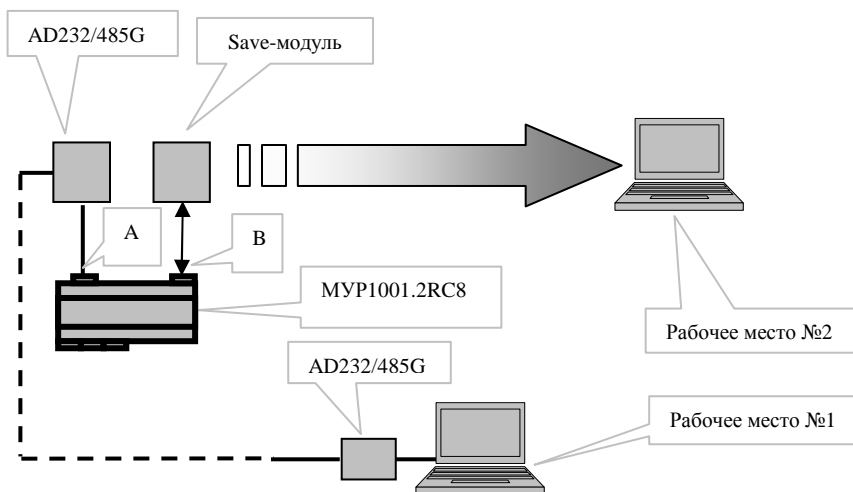 AD232/485G
Save-модуль
А
В
МУР1001.2RC8
Рабочее место №2
AD232/485G
Рабочее место №1